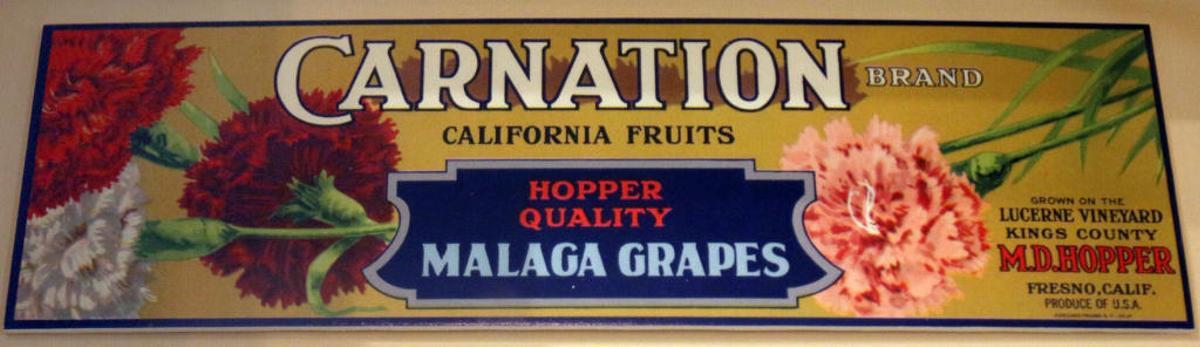 CARNATION BRAND
CALIFORNIA FRUITS
HOPPER
QUALITY
MALAGA GRAPES
GROWN ON THE
LUCERNE VINEYARD
KINGS COUNTY
M.D.HOPPER
FRESNO, CALIF.
PRODUCE OF U.S.A.